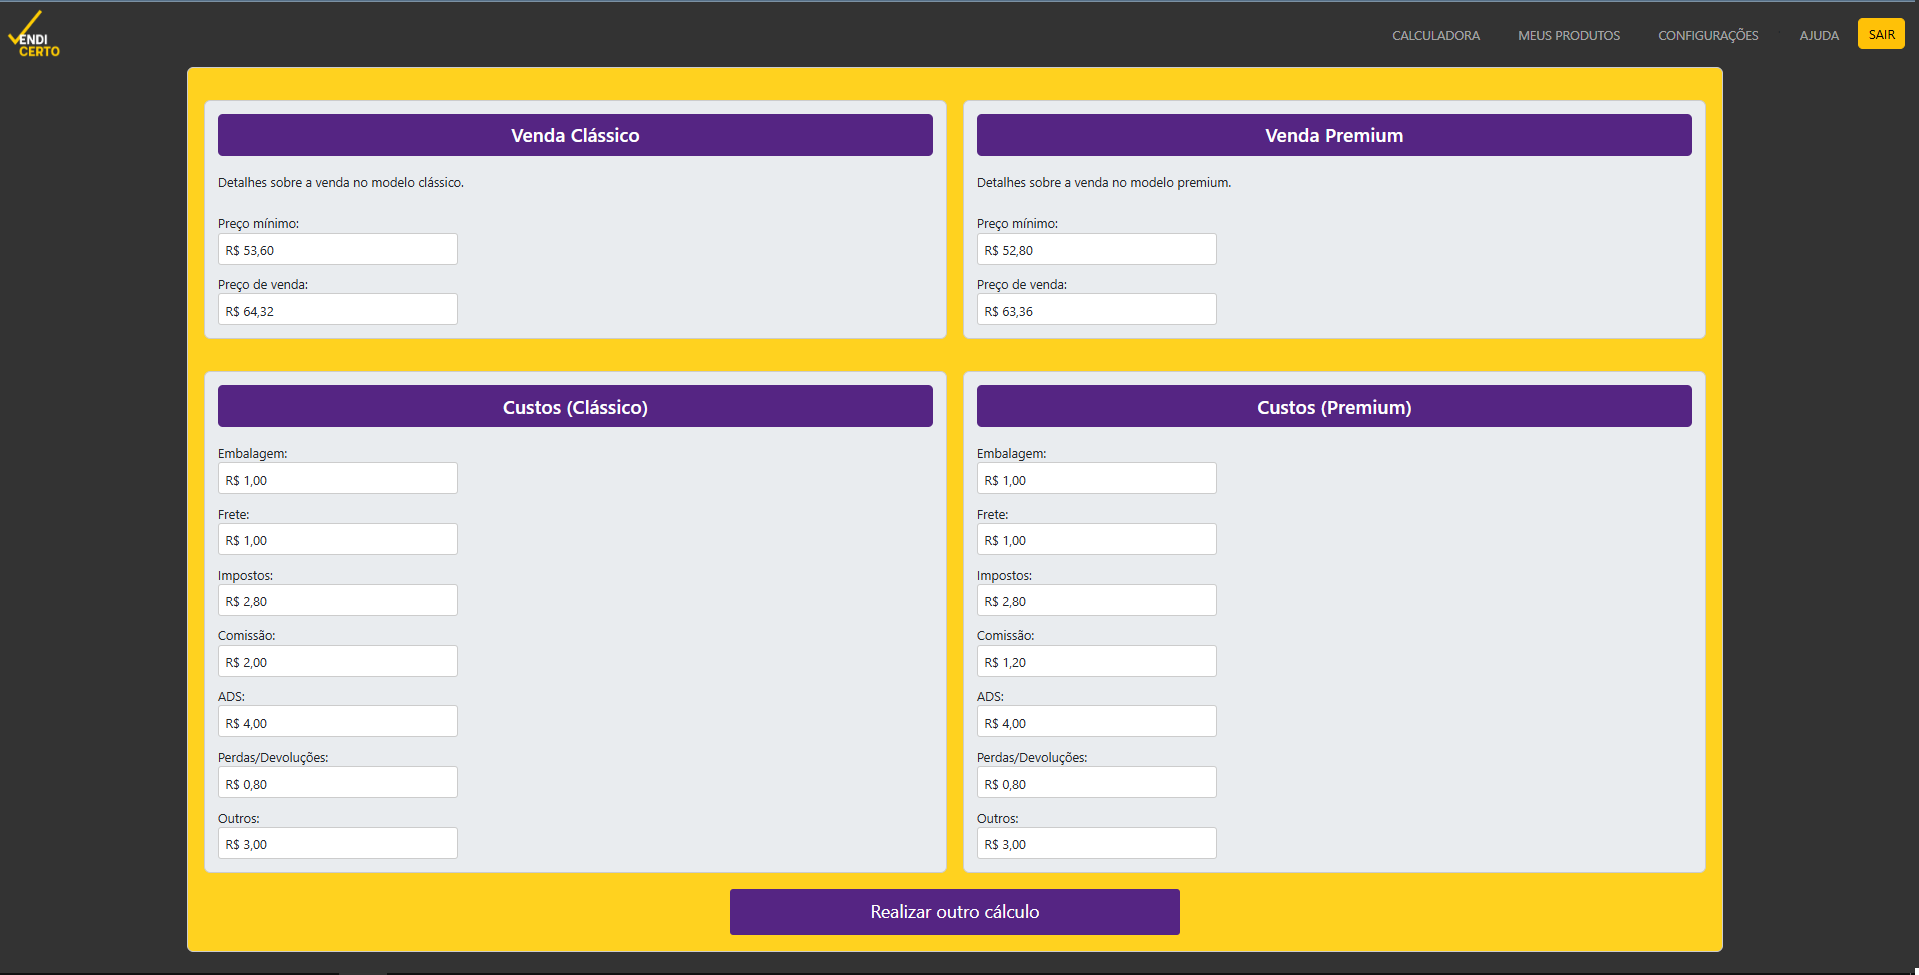 VENDI
CERTO
CALCULADORA
MEUS PRODUTOS
CONFIGURAÇÕES
AJUDA
SAIR
Venda Clássico
Detalhes sobre a venda no modelo clássico.
Preço mínimo:
R$ 53,60
Preço de venda:
R$ 64,32
Venda Premium
Detalhes sobre a venda no modelo premium.
Preço mínimo:
R$ 52,80
Preço de venda:
R$ 63,36
Custos (Clássico)
Embalagem:
R$ 1,00
Frete:
R$ 1,00
Impostos:
R$ 2,80
Comissão:
R$ 2,00
ADS:
R$ 4,00
Perdas/Devoluções:
R$ 0,80
Outros:
R$ 3,00
Custos (Premium)
Embalagem:
R$ 1,00
Frete:
R$ 1,00
Impostos:
R$ 2,80
Comissão:
R$ 1,20
ADS:
R$ 4,00
Perdas/Devoluções:
R$ 0,80
Outros:
R$ 3,00
Realizar outro cálculo